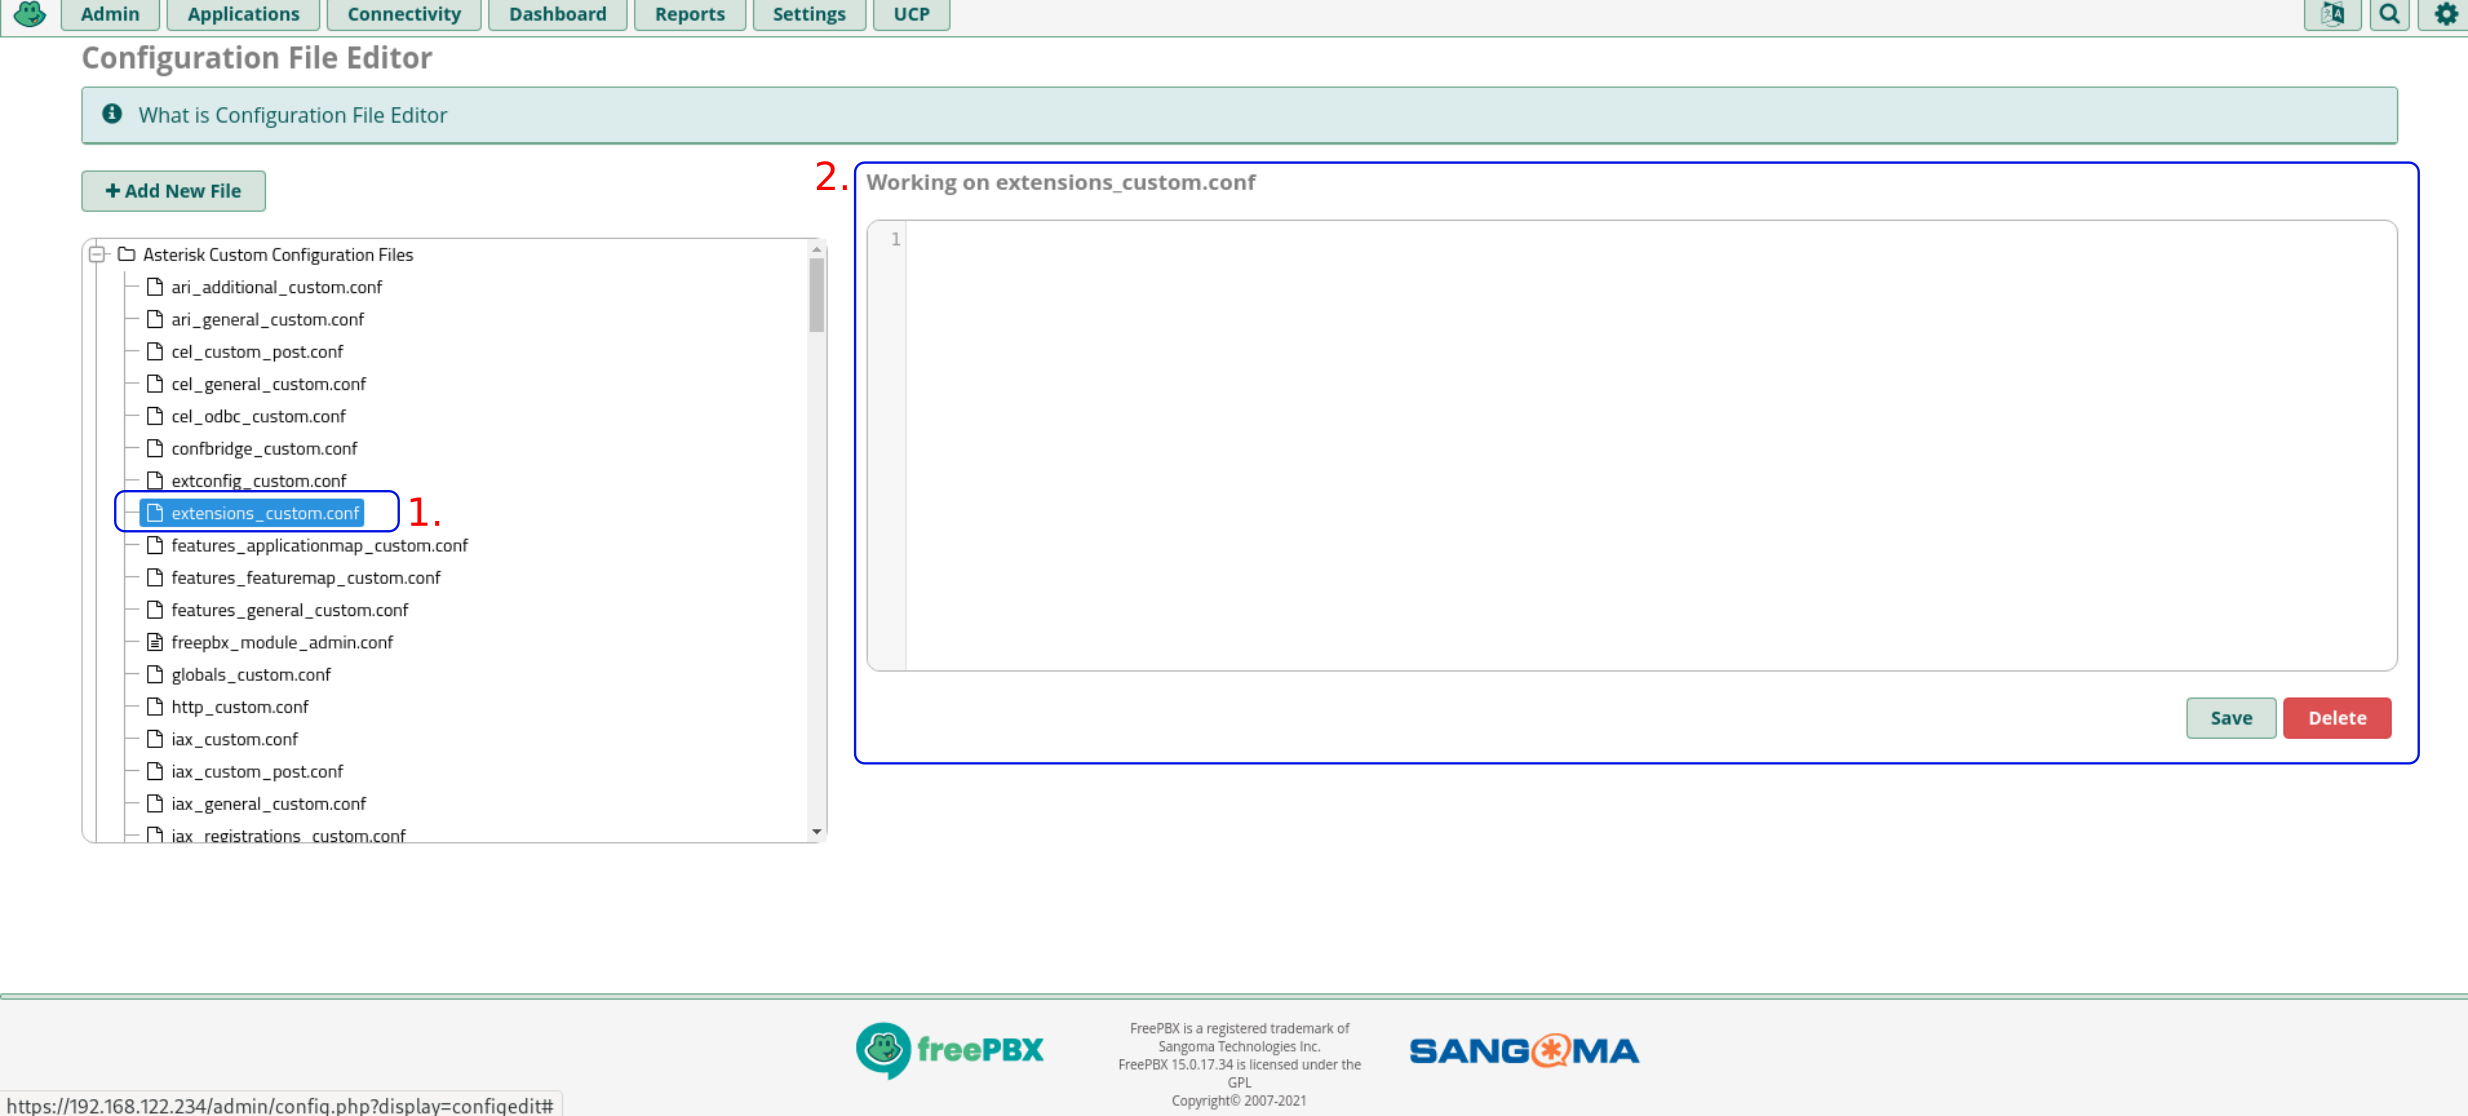 Admin Applications Connectivity Dashboard Reports Settings UCP
Configuration File Editor
What is Configuration File Editor
+ Add New File
Asterisk Custom Configuration Files
ari_additional_custom.conf
ari_general_custom.conf
cel_custom_post.conf
cel_general_custom.conf
cel_odbc_custom.conf
confbridge_custom.conf
extconfig_custom.conf
extensions_custom.conf
1.
features_applicationmap_custom.conf
features_featuremap_custom.conf
features_general_custom.conf
freepbx_module_admin.conf
globals_custom.conf
http_custom.conf
iax_custom.conf
iax_custom_post.conf
iax_general_custom.conf
iax_registrations_custom.conf
2.
Working on extensions_custom.conf
1
Save Delete
freePBX
FreePBX is a registered trademark of
Sangoma Technologies Inc.
FreePBX 15.0.17.34 is licensed under the
GPL
Copyright© 2007-2021
SANGOMA
https://192.168.122.234/admin/config.php?display=configedit#